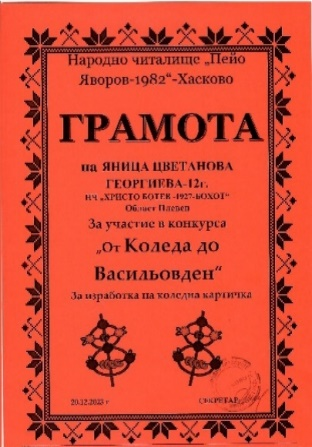 Народно читалище „Пейо
Яворов-1982“-Хасково
ГРАМОТА
на ЯНИЦА ЦВЕТАНОВА
ГЕОРГИЕВА-12г.
НЧ „ХРИСТО БОТЕВ -1927-БОХОТ“
Област Плевен
За участие в конкурса
„От Коледа до
Васильовден“
За изработка на коледна картичка
20.12.2023 г
СЕКРЕТАР: